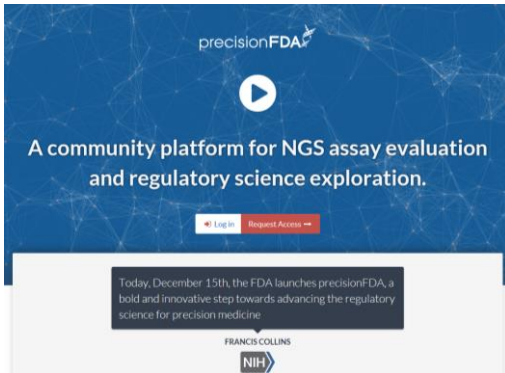 precisionFDA
A community platform for NGS assay evaluation
and regulatory science exploration.
Log in Request Access
Today, December 15th, the FDA launches precisionFDA, a
bold and innovative step towards advancing the regulatory
science for precision medicine
FRANCIS COLLINS
NIH